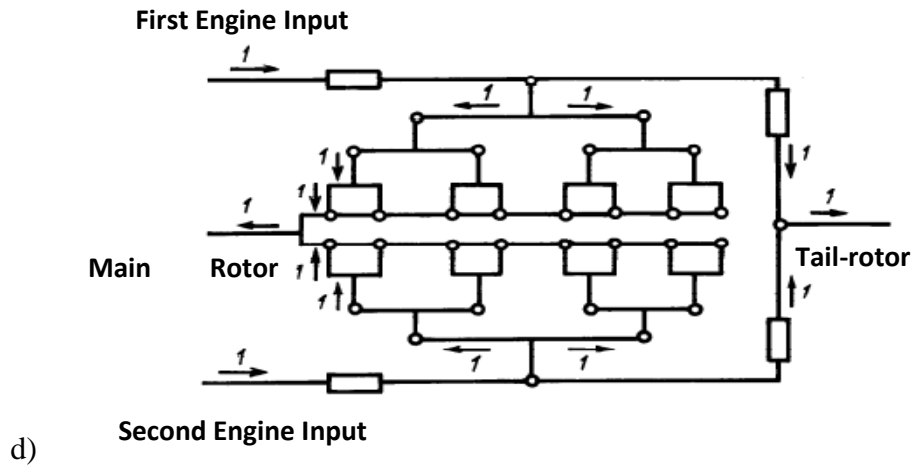 First Engine Input
1
1 1
1
1
1
1 1
Main Rotor Tail-rotor
1
1 1
1 1
1
Second Engine Input
d)